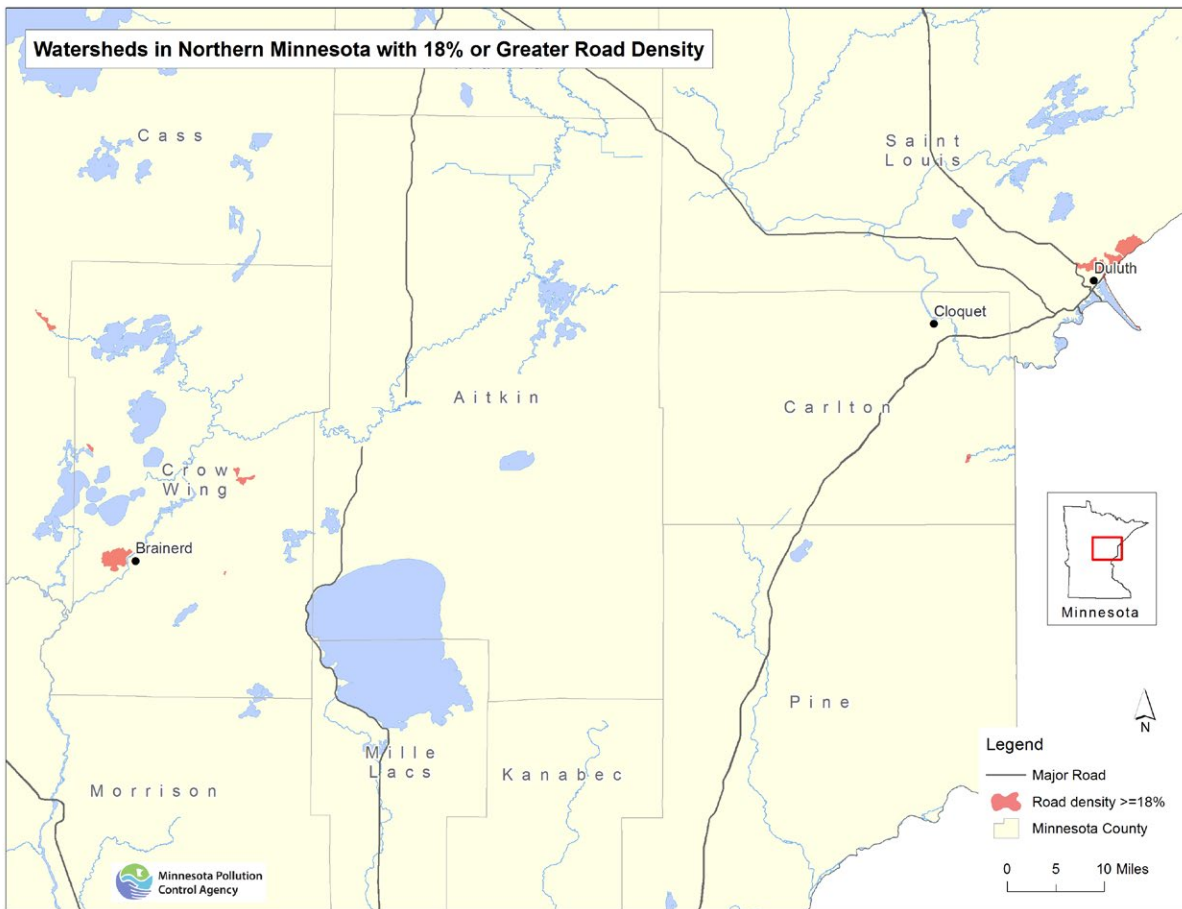 Watersheds in Northern Minnesota with 18% or Greater Road Density
Cass
Saint
Louis
Duluth
Cloquet
Aitkin
Carlton
Crow
Wing
Brainerd
Minnesota
Pine
N
Mille
Lacs
Kanabec
Morrison
Legend
Major Road
Road density >=18%
Minnesota County
0 5 10 Miles
Minnesota Pollution
Control Agency